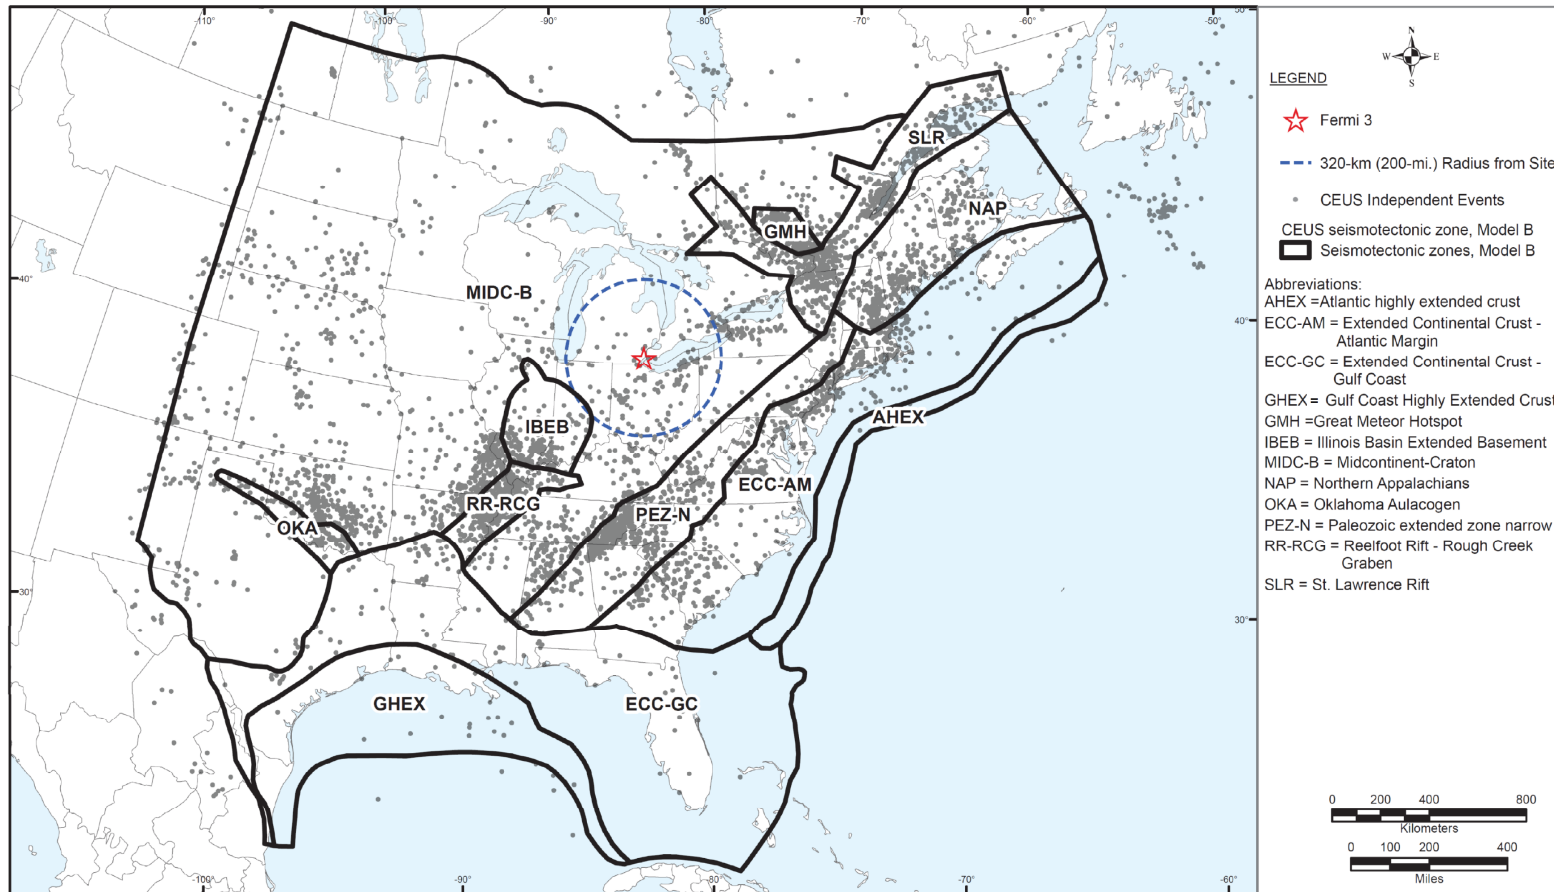 -110° -100° -90° -80° -70° -60° -50° 50°
40°
30°
40°
30°
-100° -90° -80° -70° -60°
SLR
NAP
GMH
MIDC-B
IBEB
AHEX
ECC-AM
RR-RCG
PEZ-N
OKA
GHEX
ECC-GC
N
W E
S
LEGEND
Fermi 3
320-km (200-mi.) Radius from Site
CEUS Independent Events
CEUS seismotectonic zone, Model B
Seismotectonic zones, Model B
Abbreviations:
AHEX =Atlantic highly extended crust
ECC-AM = Extended Continental Crust -
Atlantic Margin
ECC-GC = Extended Continental Crust -
Gulf Coast
GHEX = Gulf Coast Highly Extended Crust
GMH =Great Meteor Hotspot
IBEB = Illinois Basin Extended Basement
MIDC-B = Midcontinent-Craton
NAP = Northern Appalachians
OKA = Oklahoma Aulacogen
PEZ-N = Paleozoic extended zone narrow
RR-RCG = Reelfoot Rift - Rough Creek
Graben
SLR = St. Lawrence Rift
0 200 400 800
Kilometers
0 100 200 400
Miles